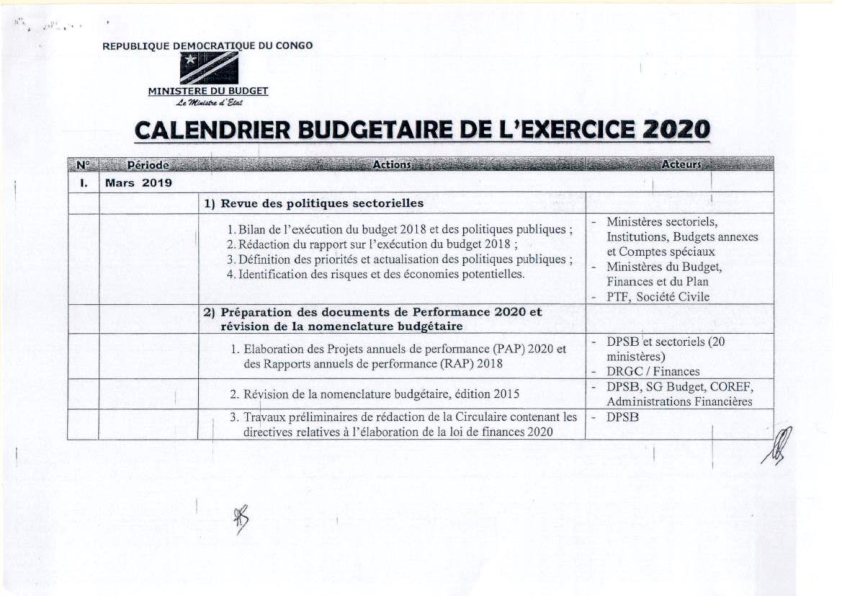 REPUBLIQUE DEMOCRATIQUE DU CONGO
MINISTERE DU BUDGET
Le Ministre d'Etat
CALENDRIER BUDGETAIRE DE L'EXERCICE 2020
N° Période Actions Acteurs
I. Mars 2019
1) Revue des politiques sectorielles
1. Bilan de l'exécution du budget 2018 et des politiques publiques ;
2. Rédaction du rapport sur l'exécution du budget 2018 ;
3. Définition des priorités et actualisation des politiques publiques ;
4. Identification des risques et des économies potentielles.
- Ministères sectoriels,
Institutions, Budgets annexes
et Comptes spéciaux
- Ministères du Budget,
Finances et du Plan
- PTF, Société Civile
2) Préparation des documents de Performance 2020 et
révision de la nomenclature budgétaire
1. Elaboration des Projets annuels de performance (PAP) 2020 et
des Rapports annuels de performance (RAP) 2018
- DPSB et sectoriels (20
ministères)
- DRGC / Finances
2. Révision de la nomenclature budgétaire, édition 2015
- DPSB, SG Budget, COREF,
Administrations Financières
3. Travaux préliminaires de rédaction de la Circulaire contenant les
directives relatives à l'élaboration de la loi de finances 2020
- DPSB